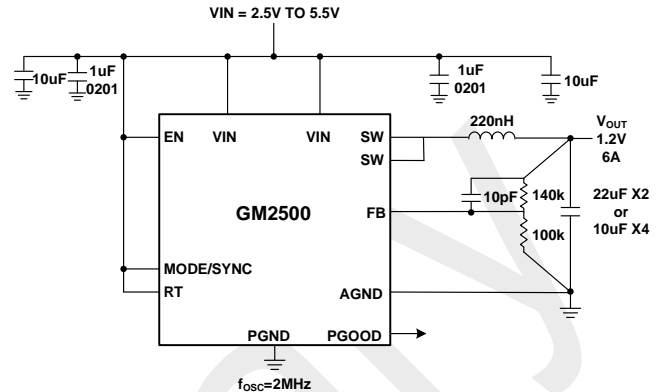 VIN = 2.5V TO 5.5V
10uF
1uF
0201
1uF
0201
10uF
EN
VIN
VIN
SW
SW
220nH
VOUT
1.2V
6A
10pF
140k
22uF X2
or
10uF X4
GM2500
FB
100k
MODE/SYNC
RT
AGND
PGND
PGOOD
fOSC=2MHz